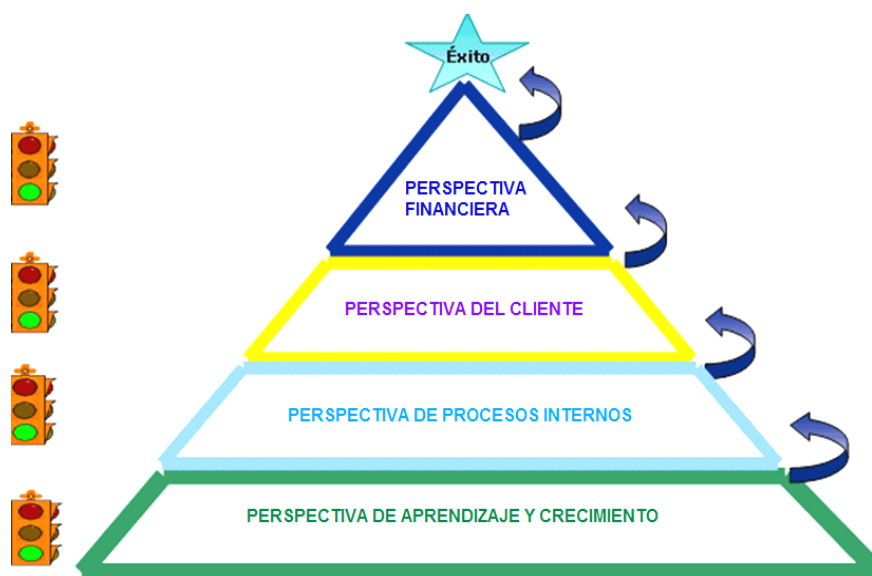 Éxito
PERSPECTIVA
FINANCIERA
PERSPECTIVA DEL CLIENTE
PERSPECTIVA DE PROCESOS INTERNOS
PERSPECTIVA DE APRENDIZAJE Y CRECIMIENTO